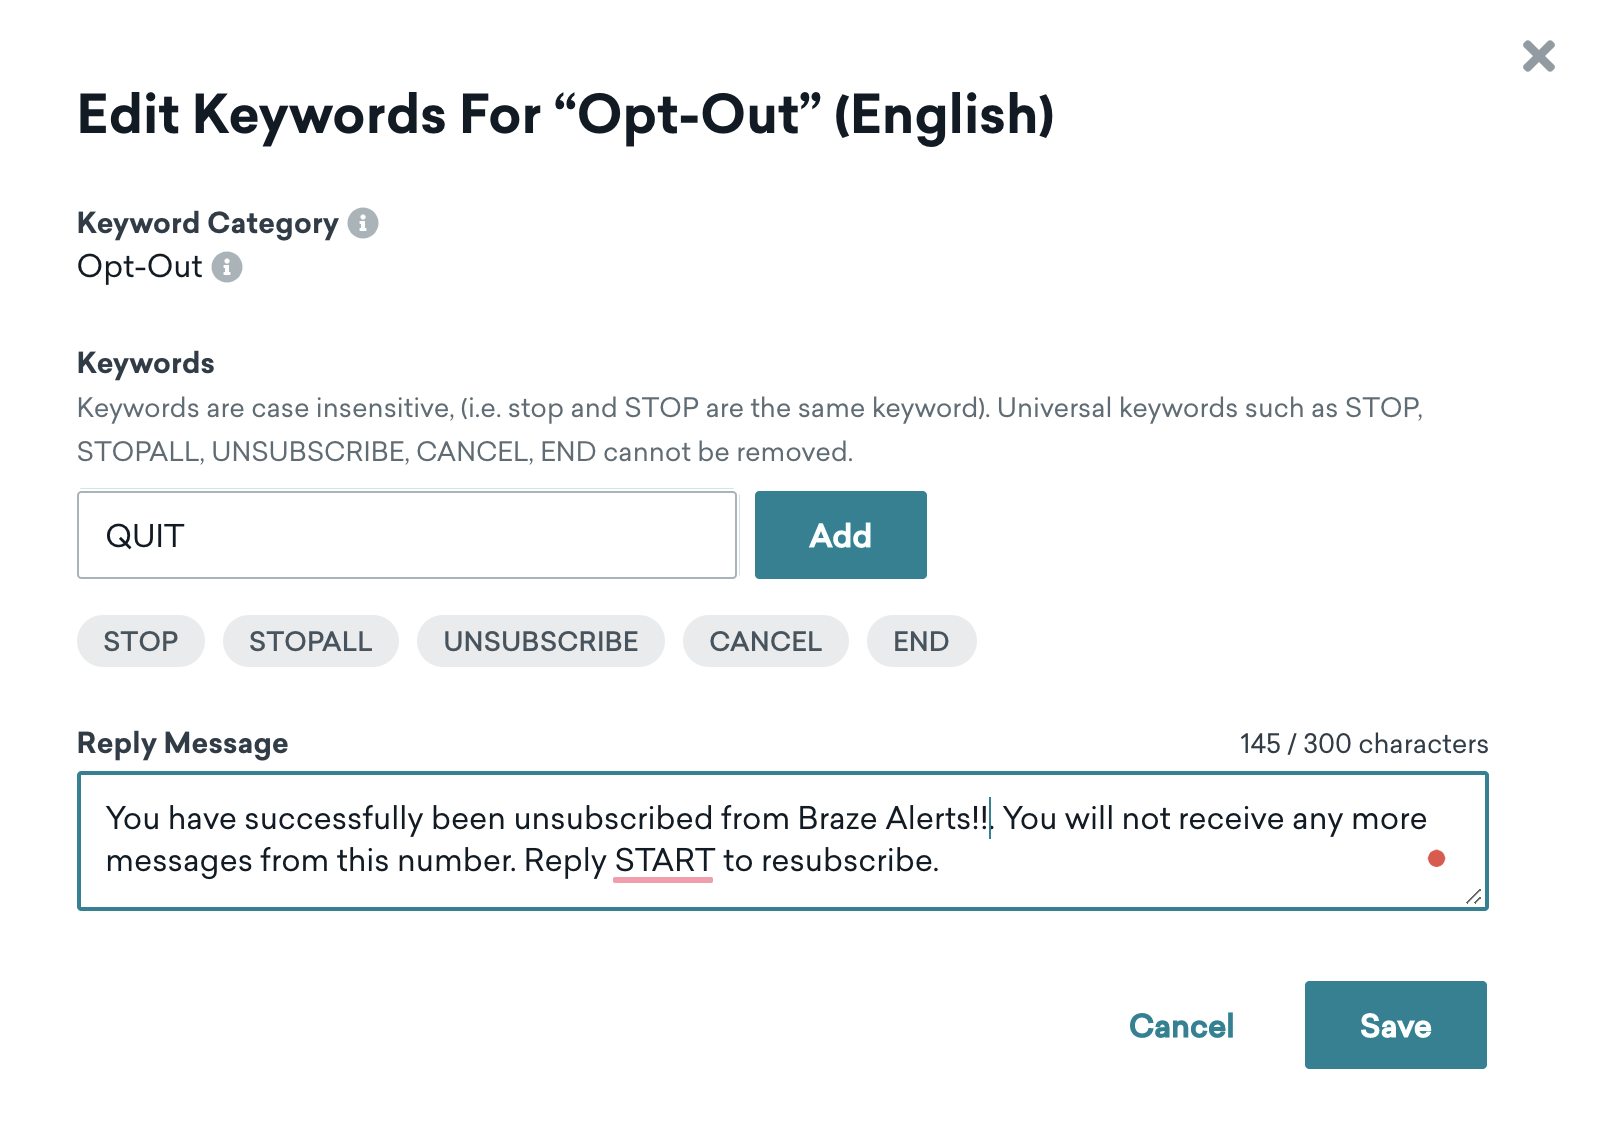 Edit Keywords For “Opt-Out” (English)
Keyword Category
Opt-Out
Keywords
Keywords are case insensitive, (i.e. stop and STOP are the same keyword). Universal keywords such as STOP,
STOPALL, UNSUBSCRIBE, CANCEL, END cannot be removed.
QUIT Add
STOP STOPALL UNSUBSCRIBE CANCEL END
Reply Message 145 / 300 characters
You have successfully been unsubscribed from Braze Alerts!!. You will not receive any more
messages from this number. Reply START to resubscribe.
Cancel Save